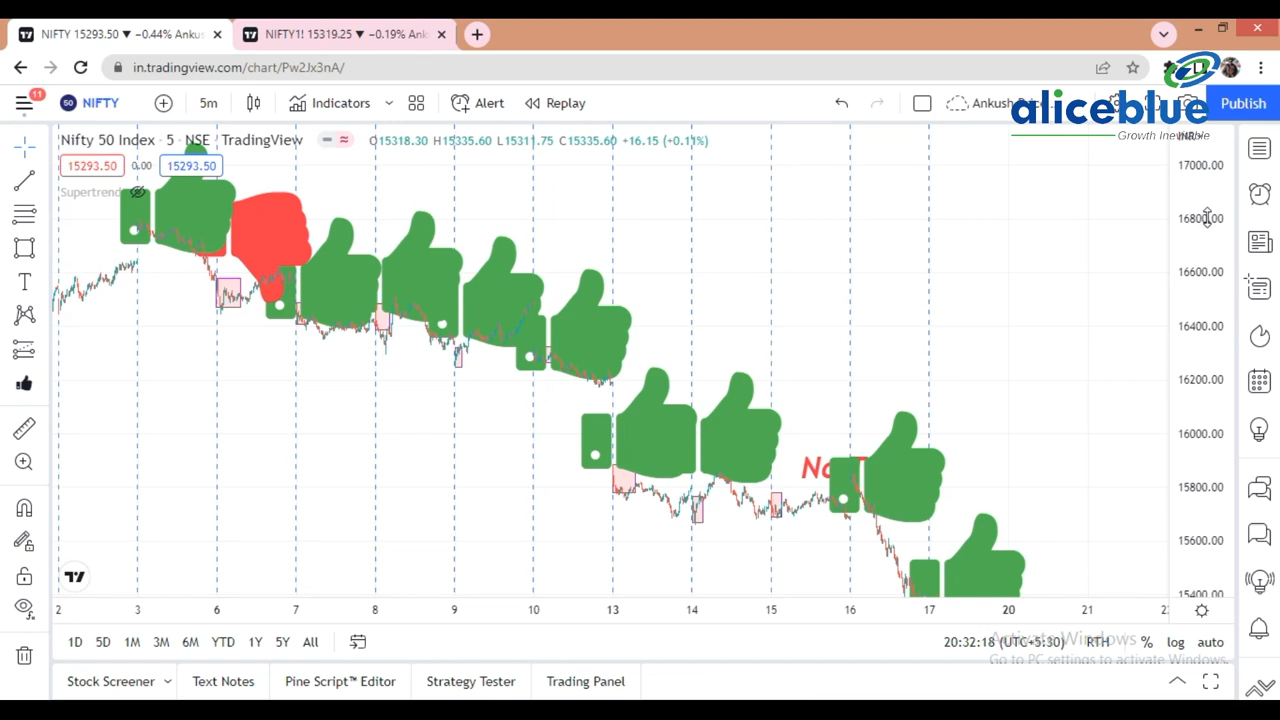 NIFTY 15293.50 ▼ −0.44% Ankus
NIFTY1! 15319.25 ▼ −0.19% Ank
in.tradingview.com/chart/Pw2Jx3nA/
11
50 NIFTY
5m
Indicators
Alert
Replay
Ankush
Publish
aliceblue
Growth Inevitable
Nifty 50 Index · 5 · NSE · TradingView
O15318.30 H15335.60 L15311.75 C15335.60 +16.15 (+0.11%)
15293.50 0.00 15293.50
Supertrend
17000.00
16800.00
16600.00
16400.00
16200.00
16000.00
15800.00
15600.00
15400.00
No
2 3 6 7 8 9 10 13 14 15 16 17 20 21
1D 5D 1M 3M 6M YTD 1Y 5Y All
20:32:18 (UTC+5:30) RTH % log auto
Activate Windows
Go to PC settings to activate Windows.
Stock Screener Text Notes Pine Script™ Editor Strategy Tester Trading Panel